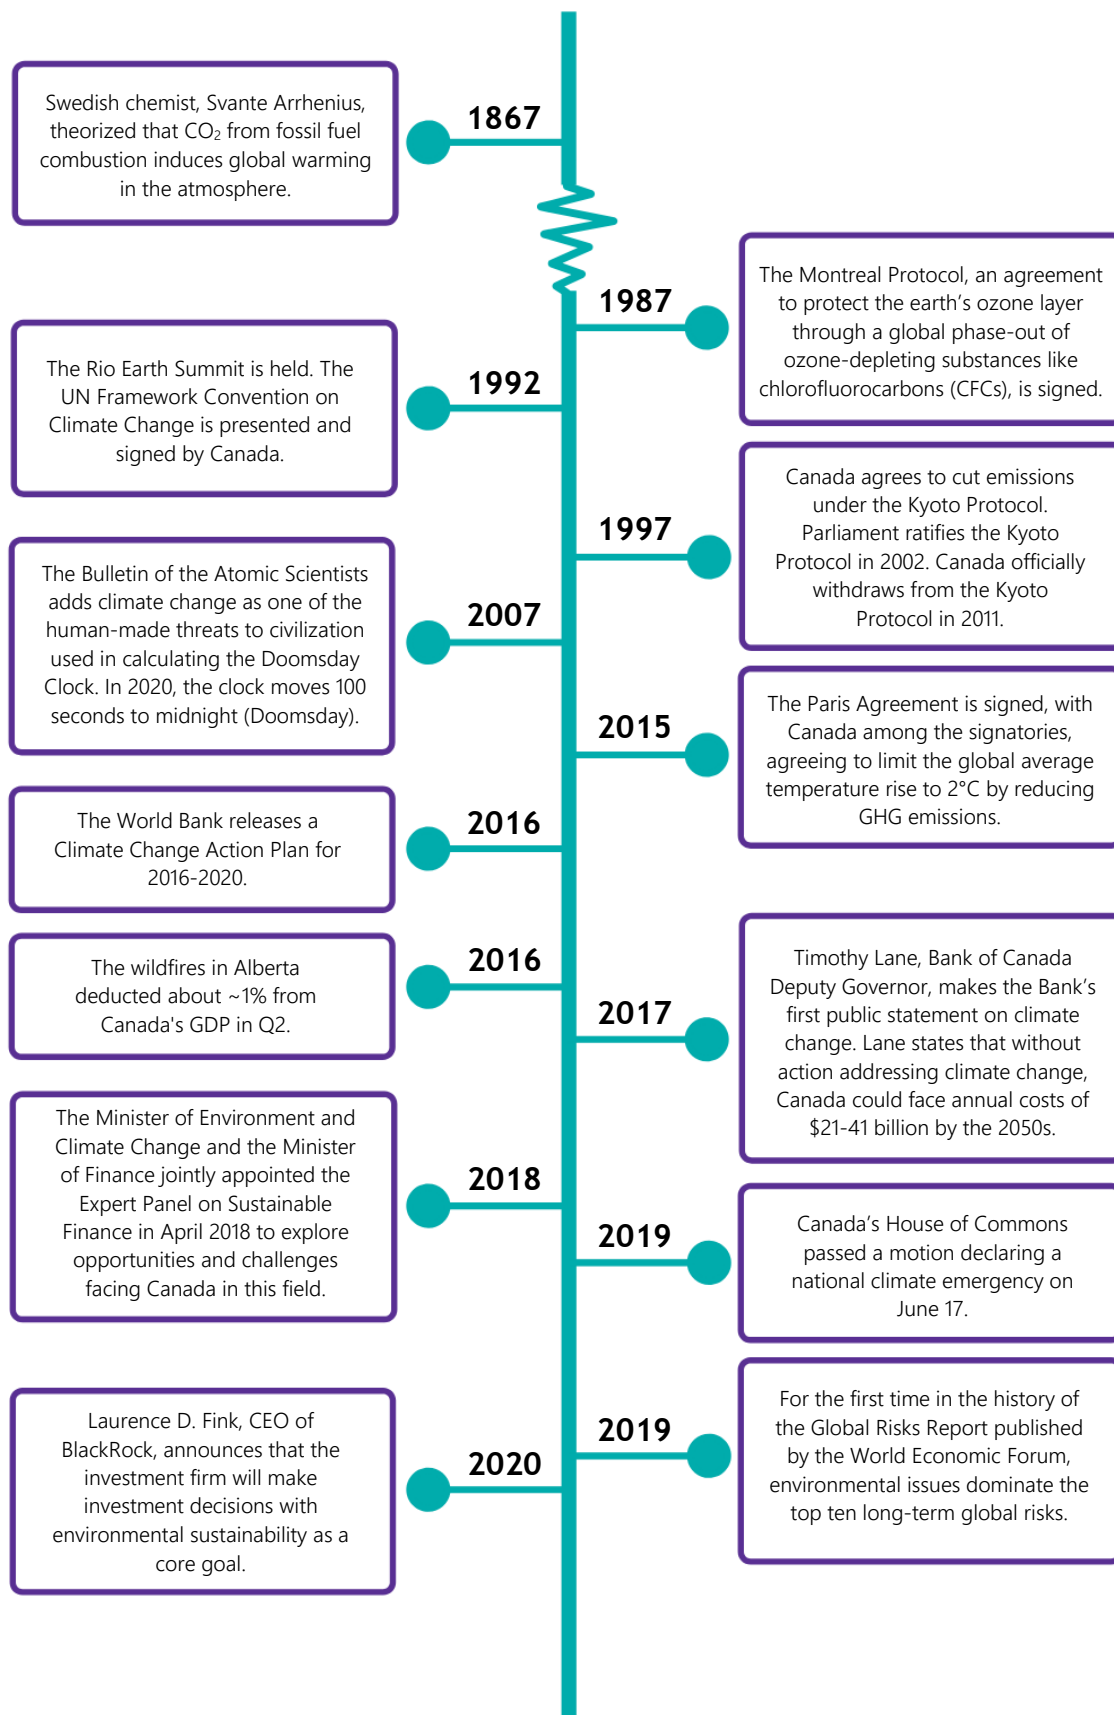 1867
Swedish chemist, Svante Arrhenius,
theorized that CO₂ from fossil fuel
combustion induces global warming
in the atmosphere.
1987
The Montreal Protocol, an agreement
to protect the earth’s ozone layer
through a global phase-out of
ozone-depleting substances like
chlorofluorocarbons (CFCs), is signed.
1992
The Rio Earth Summit is held. The
UN Framework Convention on
Climate Change is presented and
signed by Canada.
1997
Canada agrees to cut emissions
under the Kyoto Protocol.
Parliament ratifies the Kyoto
Protocol in 2002. Canada officially
withdraws from the Kyoto
Protocol in 2011.
2007
The Bulletin of the Atomic Scientists
adds climate change as one of the
human-made threats to civilization
used in calculating the Doomsday
Clock. In 2020, the clock moves 100
seconds to midnight (Doomsday).
2015
The Paris Agreement is signed, with
Canada among the signatories,
agreeing to limit the global average
temperature rise to 2°C by reducing
GHG emissions.
2016
The World Bank releases a
Climate Change Action Plan for
2016-2020.
2016
The wildfires in Alberta
deducted about ~1% from
Canada's GDP in Q2.
2017
Timothy Lane, Bank of Canada
Deputy Governor, makes the Bank’s
first public statement on climate
change. Lane states that without
action addressing climate change,
Canada could face annual costs of
$21-41 billion by the 2050s.
2018
The Minister of Environment and
Climate Change and the Minister
of Finance jointly appointed the
Expert Panel on Sustainable
Finance in April 2018 to explore
opportunities and challenges
facing Canada in this field.
2019
Canada’s House of Commons
passed a motion declaring a
national climate emergency on
June 17.
2019
For the first time in the history of
the Global Risks Report published
by the World Economic Forum,
environmental issues dominate the
top ten long-term global risks.
2020
Laurence D. Fink, CEO of
BlackRock, announces that the
investment firm will make
investment decisions with
environmental sustainability as a
core goal.